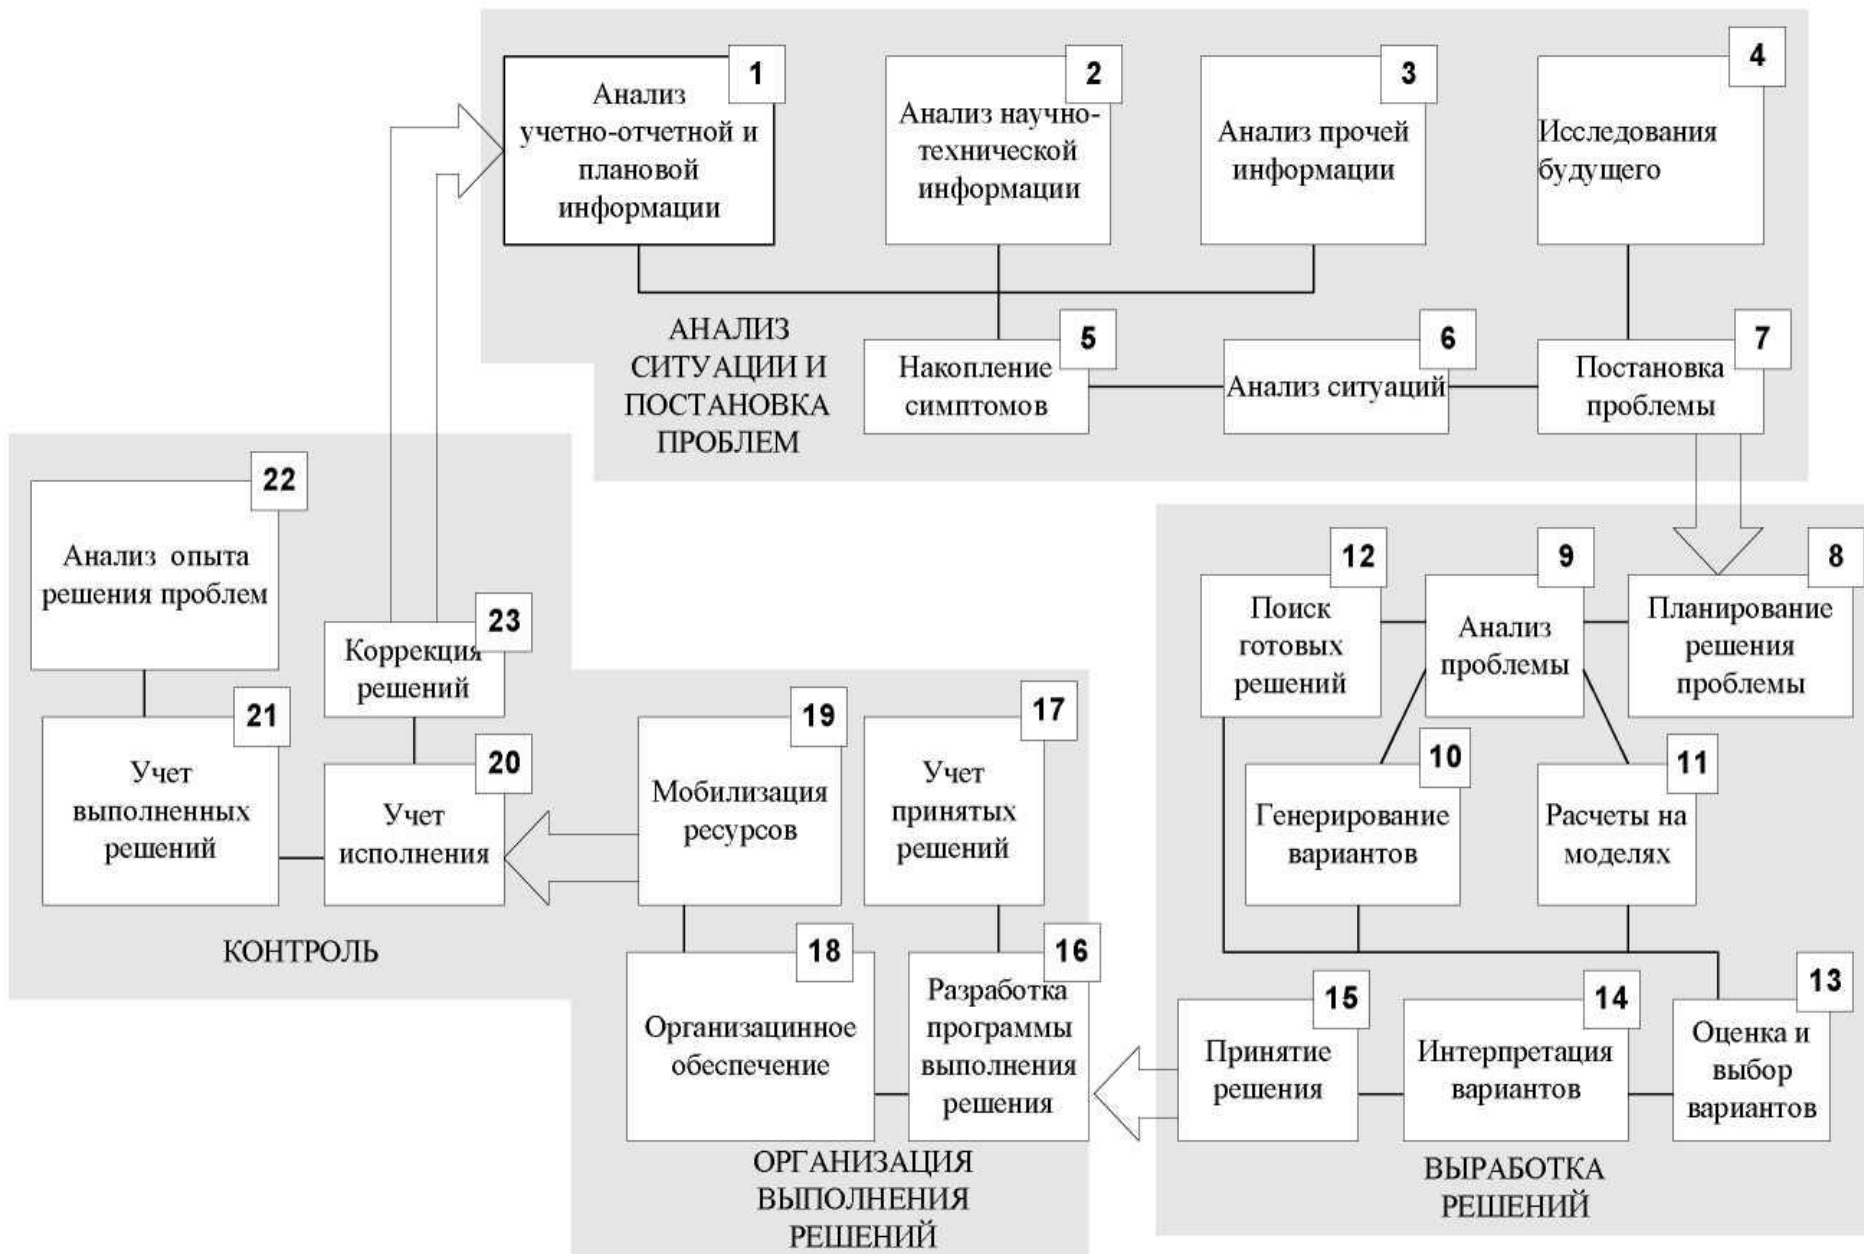 1
Анализ
учетно-отчетной и
плановой
информации
2
Анализ научно-
технической
информации
3
Анализ прочей
информации
4
Исследования
будущего
АНАЛИЗ
СИТУАЦИИ И
ПОСТАНОВКА
ПРОБЛЕМ
5
Накопление
симптомов
6
Анализ ситуаций
7
Постановка
проблемы
22
Анализ опыта
решения проблем
23
Коррекция
решений
21
Учет
выполненных
решений
20
Учет
исполнения
КОНТРОЛЬ
19
Мобилизация
ресурсов
17
Учет
принятых
решений
18
Организацинное
обеспечение
16
Разработка
программы
выполнения
решения
ОРГАНИЗАЦИЯ
ВЫПОЛНЕНИЯ
РЕШЕНИЙ
12
Поиск
готовых
решений
9
Анализ
проблемы
8
Планирование
решения
проблемы
10
Генерирование
вариантов
11
Расчеты на
моделях
15
Принятие
решения
14
Интерпретация
вариантов
13
Оценка и
выбор
вариантов
ВЫРАБОТКА
РЕШЕНИЙ